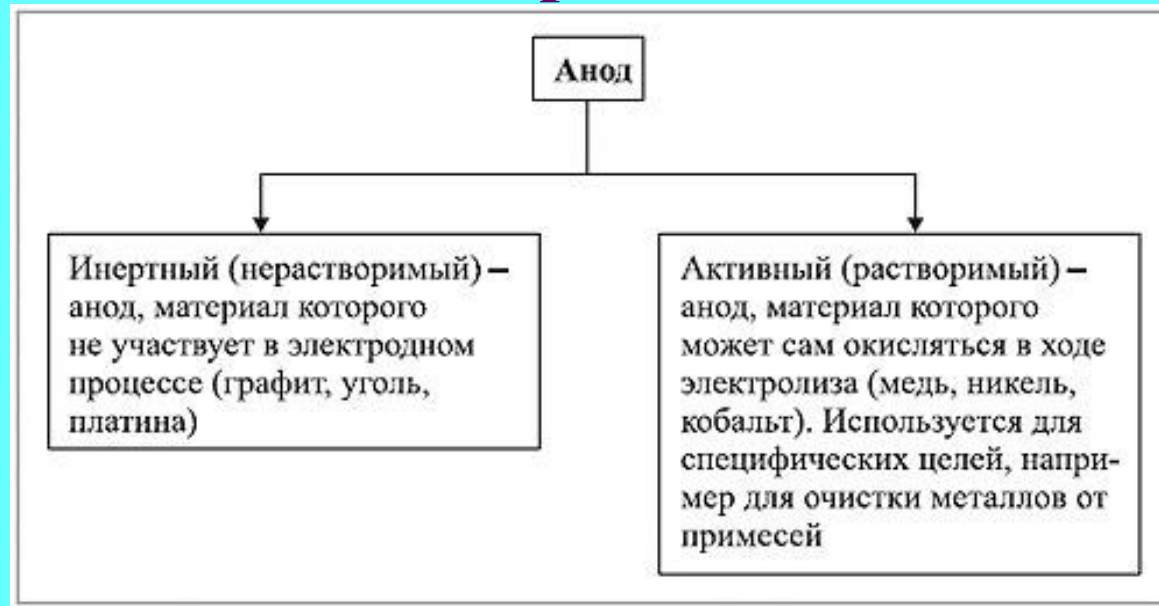 Анод
Инертный (нерастворимый) –
анод, материал которого
не участвует в электродном
процессе (графит, уголь,
платина)
Активный (растворимый) –
анод, материал которого
может сам окисляться в ходе
электролиза (медь, никель,
кобальт). Используется для
специфических целей, напри-
мер для очистки металлов от
примесей